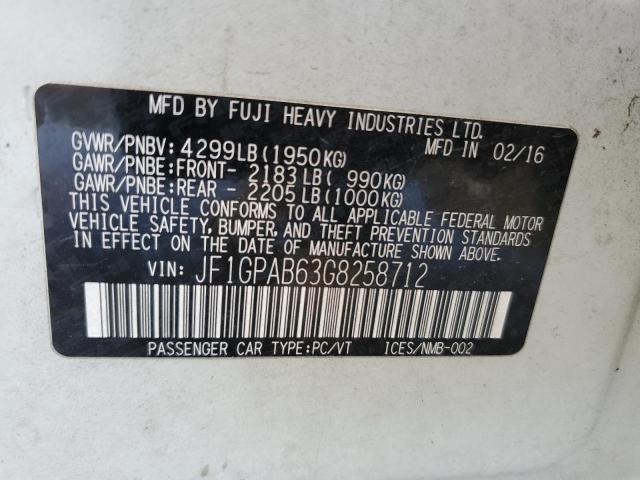 MFD BY FUJI HEAVY INDUSTRIES LTD.
GVWR/PNBV: 4299LB(1950KG) MFD IN 02/16
GAWR/PNBE:FRONT- 2183LB( 990KG)
GAWR/PNBE:REAR - 2205LB(1000KG)
THIS VEHICLE CONFORMS TO ALL APPLICABLE FEDERAL MOTOR
VEHICLE SAFETY, BUMPER, AND THEFT PREVENTION STANDARDS
IN EFFECT ON THE DATE OF MANUFACTURE SHOWN ABOVE.
VIN: JF1GPAB63G8258712
PASSENGER CAR TYPE:PC/VT ICES/NMB-002